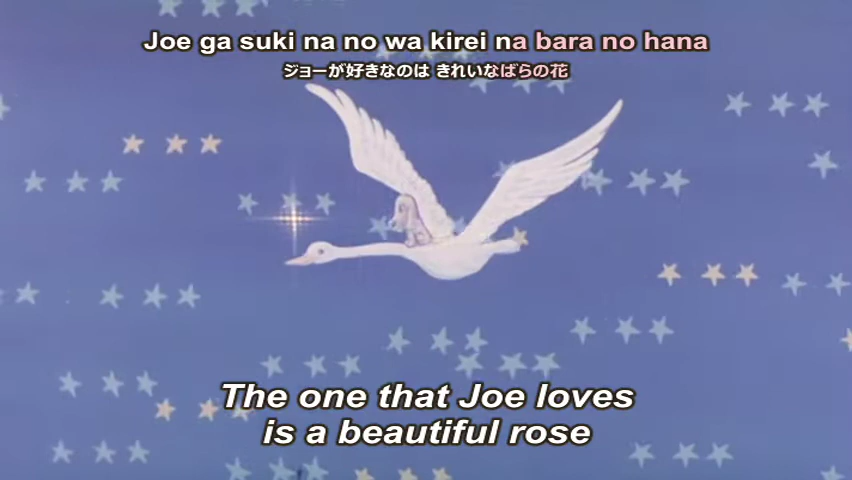 Joe ga suki na no wa kirei na bara no hana
ジョーが好きなのは きれいなばらの花
The one that Joe loves
is a beautiful rose